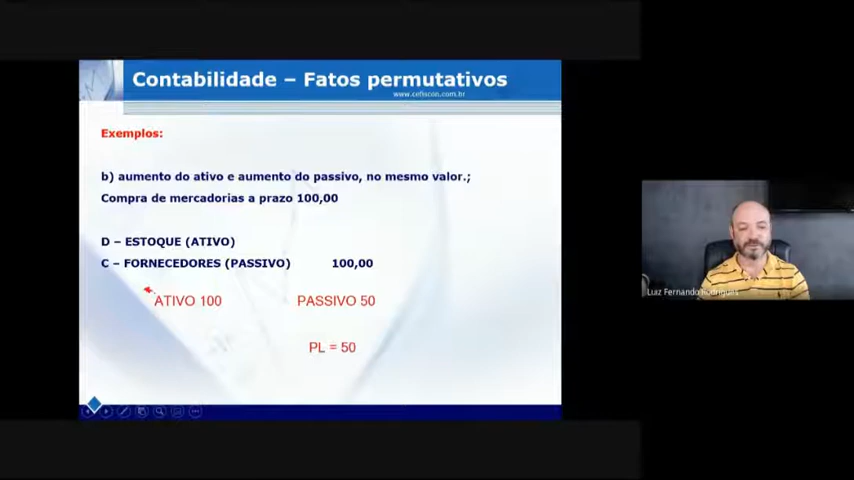 Contabilidade – Fatos permutativos
www.cefiscon.com.br
Exemplos:
b) aumento do ativo e aumento do passivo, no mesmo valor.;
Compra de mercadorias a prazo 100,00
D – ESTOQUE (ATIVO)
C – FORNECEDORES (PASSIVO) 100,00
ATIVO 100 PASSIVO 50
PL = 50
Luiz Fernando Rodrigues